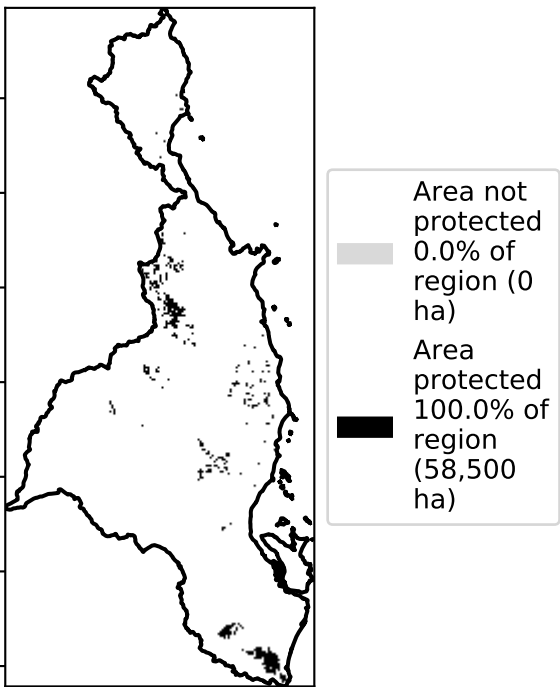 Area not
protected
0.0% of
region (0
ha)
Area
protected
100.0% of
region
(58,500
ha)